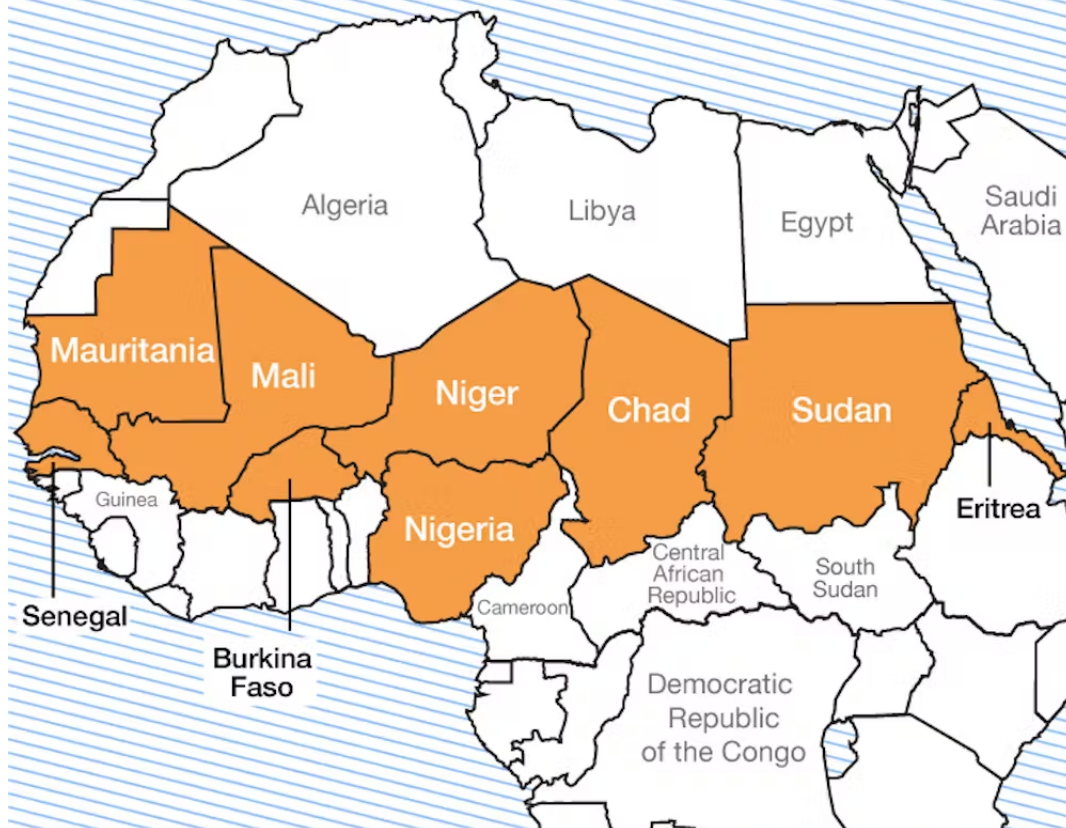 Algeria
Libya
Egypt
Saudi
Arabia
Mauritania
Mali
Niger
Chad
Sudan
Guinea
Nigeria
Eritrea
Central
African
Republic
South
Sudan
Cameroon
Senegal
Burkina
Faso
Democratic
Republic
of the Congo